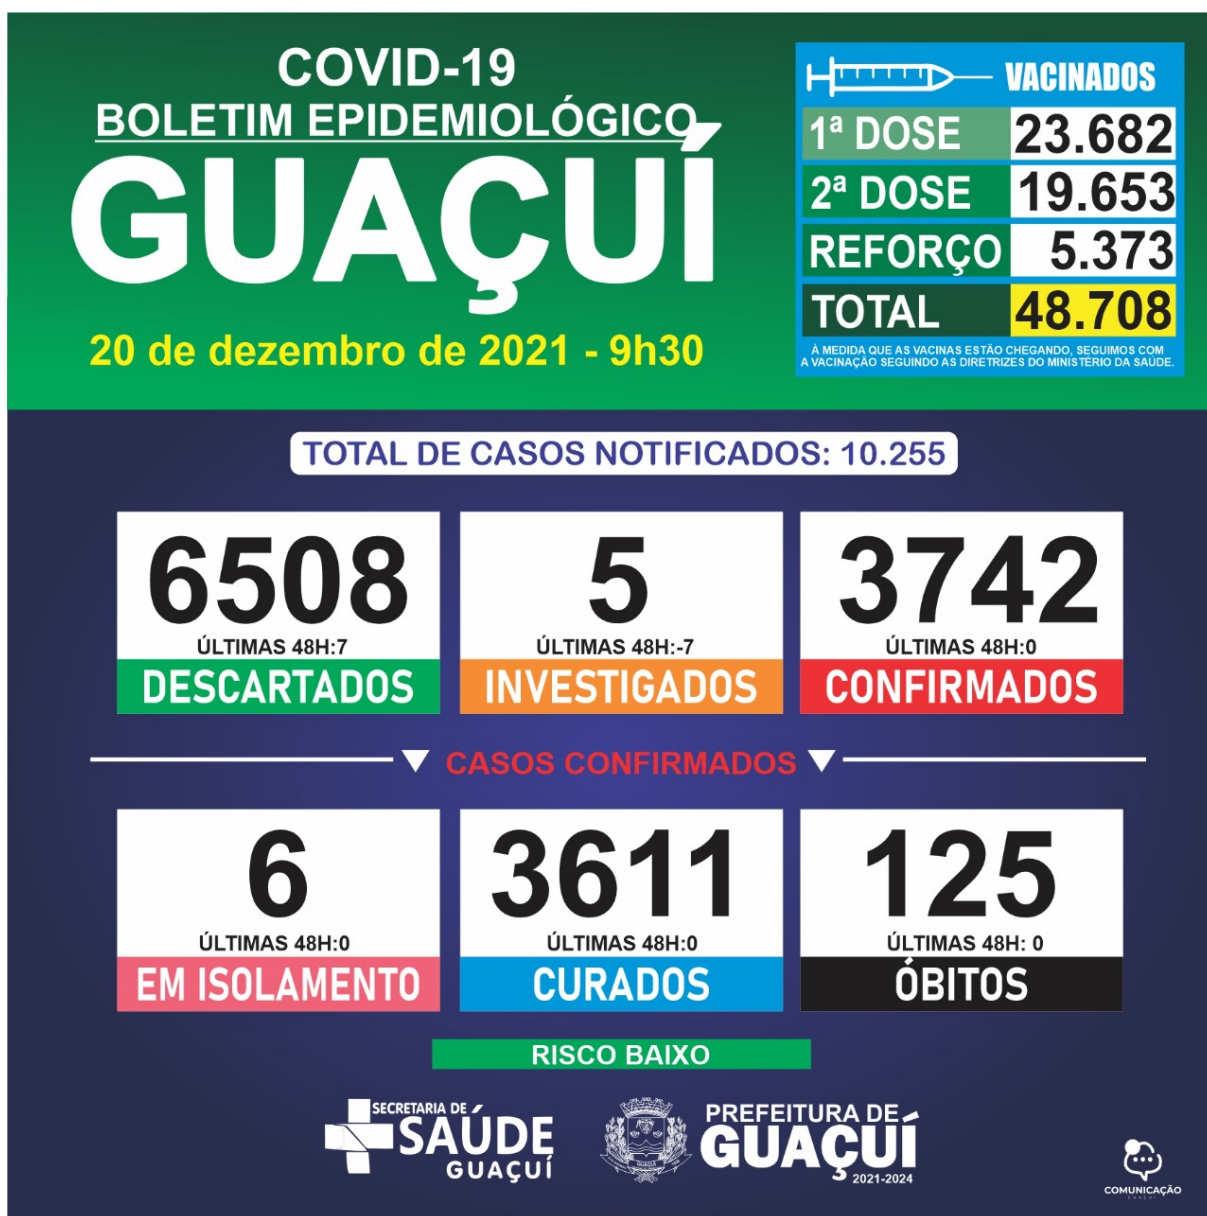 COVID-19
BOLETIM EPIDEMIOLÓGICO
GUAÇUÍ
20 de dezembro de 2021 - 9h30
VACINADOS
1ª DOSE 23.682
2ª DOSE 19.653
REFORÇO 5.373
TOTAL 48.708
À MEDIDA QUE AS VACINAS ESTÃO CHEGANDO, SEGUIMOS COM
A VACINAÇÃO SEGUINDO AS DIRETRIZES DO MINISTÉRIO DA SAÚDE.
TOTAL DE CASOS NOTIFICADOS: 10.255
6508
ÚLTIMAS 48H:7
DESCARTADOS
5
ÚLTIMAS 48H:-7
INVESTIGADOS
3742
ÚLTIMAS 48H:0
CONFIRMADOS
CASOS CONFIRMADOS
6
ÚLTIMAS 48H:0
EM ISOLAMENTO
3611
ÚLTIMAS 48H:0
CURADOS
125
ÚLTIMAS 48H: 0
ÓBITOS
RISCO BAIXO
SECRETARIA DE
SAÚDE
GUAÇUÍ
PREFEITURA DE
GUAÇUÍ
2021-2024
COMUNICAÇÃO